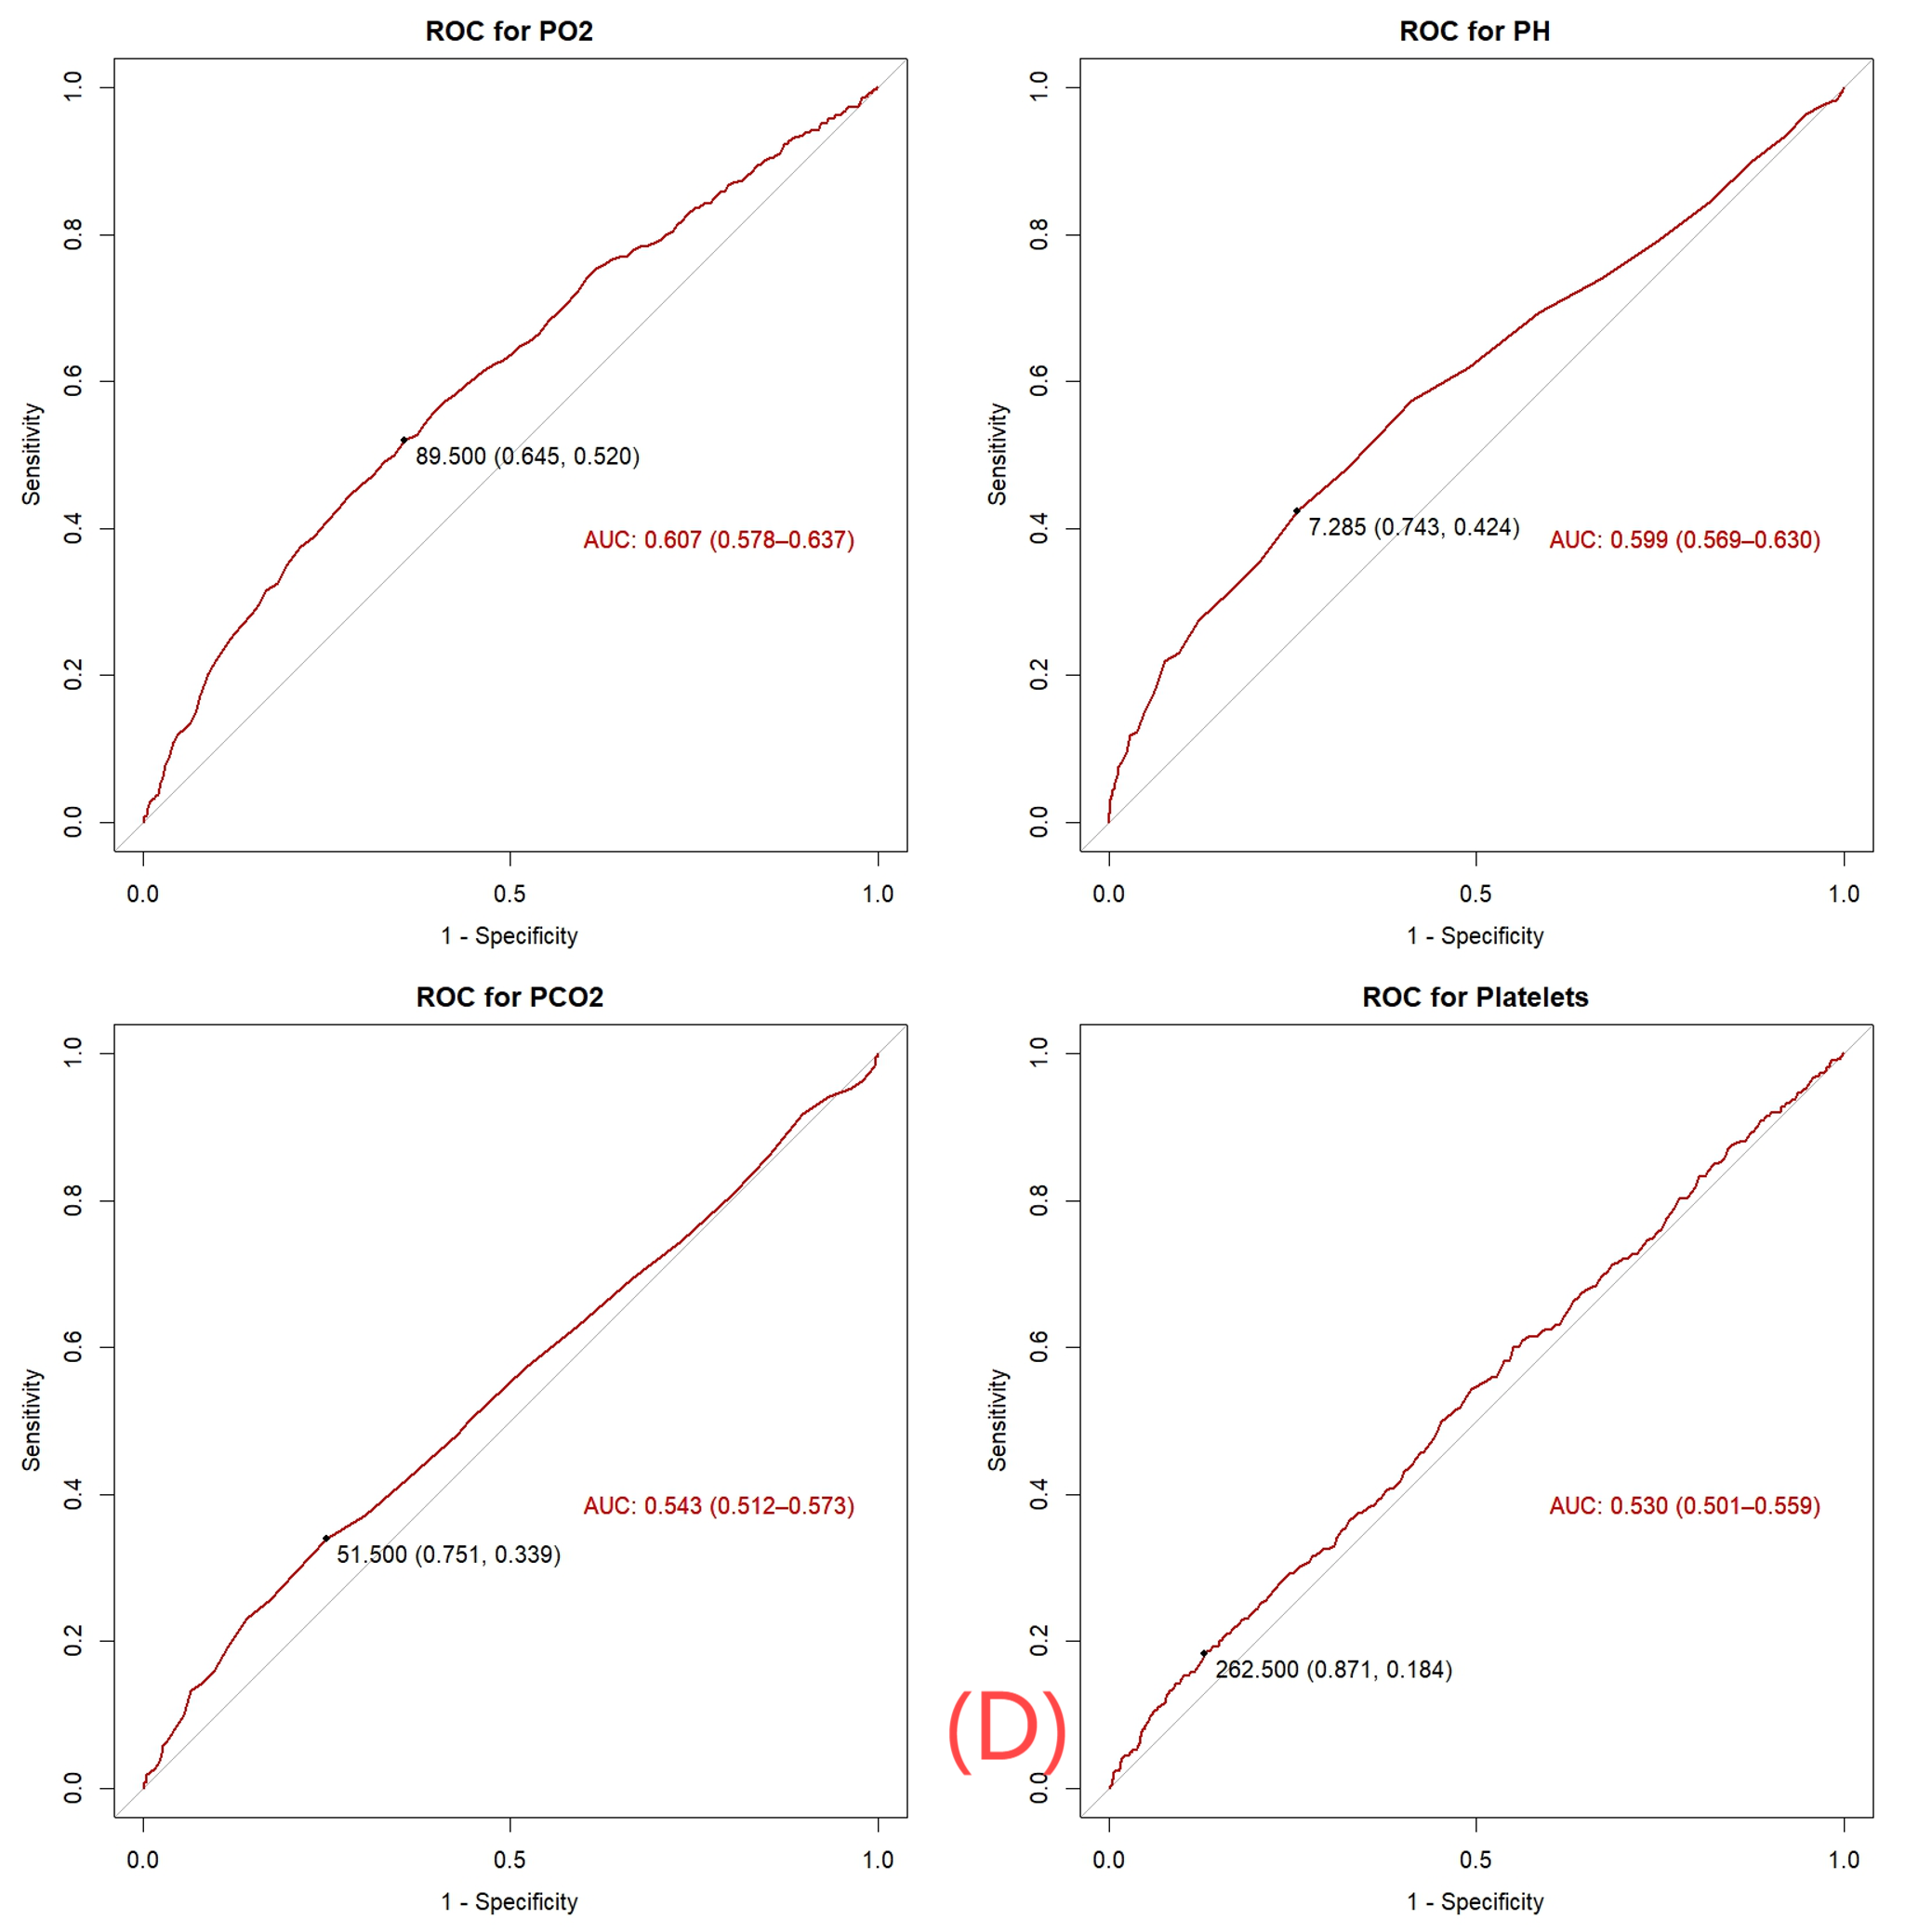 ROC for PO2
1.0
0.8
0.6
0.4
0.2
0.0
Sensitivity
89.500 (0.645, 0.520)
AUC: 0.607 (0.578–0.637)
0.0 0.5 1.0
1 - Specificity
ROC for PH
1.0
0.8
0.6
0.4
0.2
0.0
Sensitivity
7.285 (0.743, 0.424)
AUC: 0.599 (0.569–0.630)
0.0 0.5 1.0
1 - Specificity
ROC for PCO2
1.0
0.8
0.6
0.4
0.2
0.0
Sensitivity
AUC: 0.543 (0.512–0.573)
51.500 (0.751, 0.339)
0.0 0.5 1.0
1 - Specificity
ROC for Platelets
1.0
0.8
0.6
0.4
0.2
0.0
Sensitivity
AUC: 0.530 (0.501–0.559)
262.500 (0.871, 0.184)
(D)
0.0 0.5 1.0
1 - Specificity